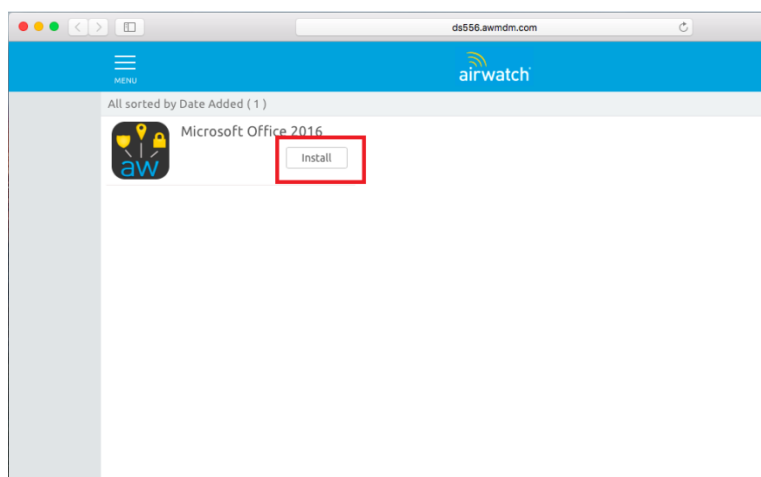 ds556.awmdm.com
MENU
airwatch
All sorted by Date Added ( 1 )
aw
Microsoft Office 2016
Install